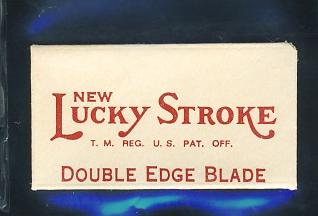 NEW
LUCKY STROKE
T. M. REG. U. S. PAT. OFF.
DOUBLE EDGE BLADE